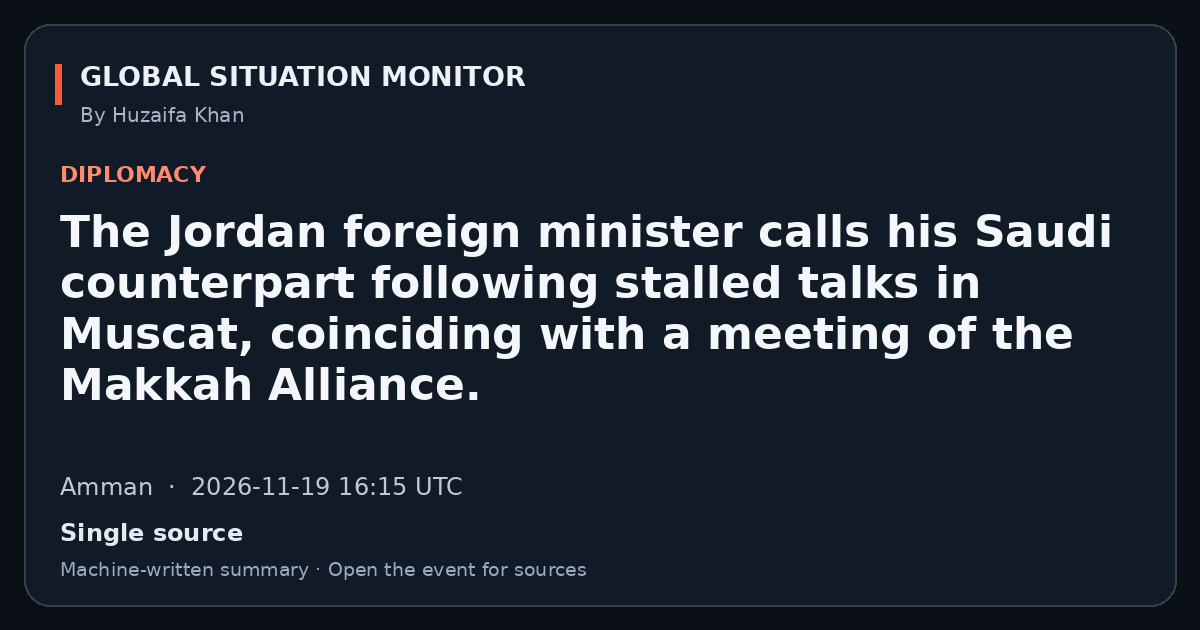 GLOBAL SITUATION MONITOR
By Huzaifa Khan
DIPLOMACY
The Jordan foreign minister calls his Saudi
counterpart following stalled talks in
Muscat, coinciding with a meeting of the
Makkah Alliance.
Amman · 2026-11-19 16:15 UTC
Single source
Machine-written summary · Open the event for sources